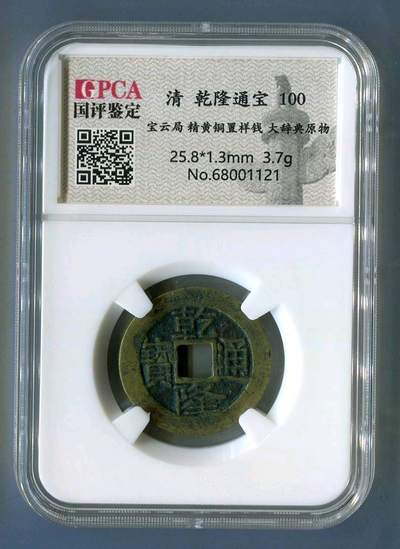 GPCA
国评鉴定
清 乾隆通宝 100
宝云局 精黄铜置样钱 大辞典原物
25.8*1.3mm 3.7g
No.68001121
乾隆通寶